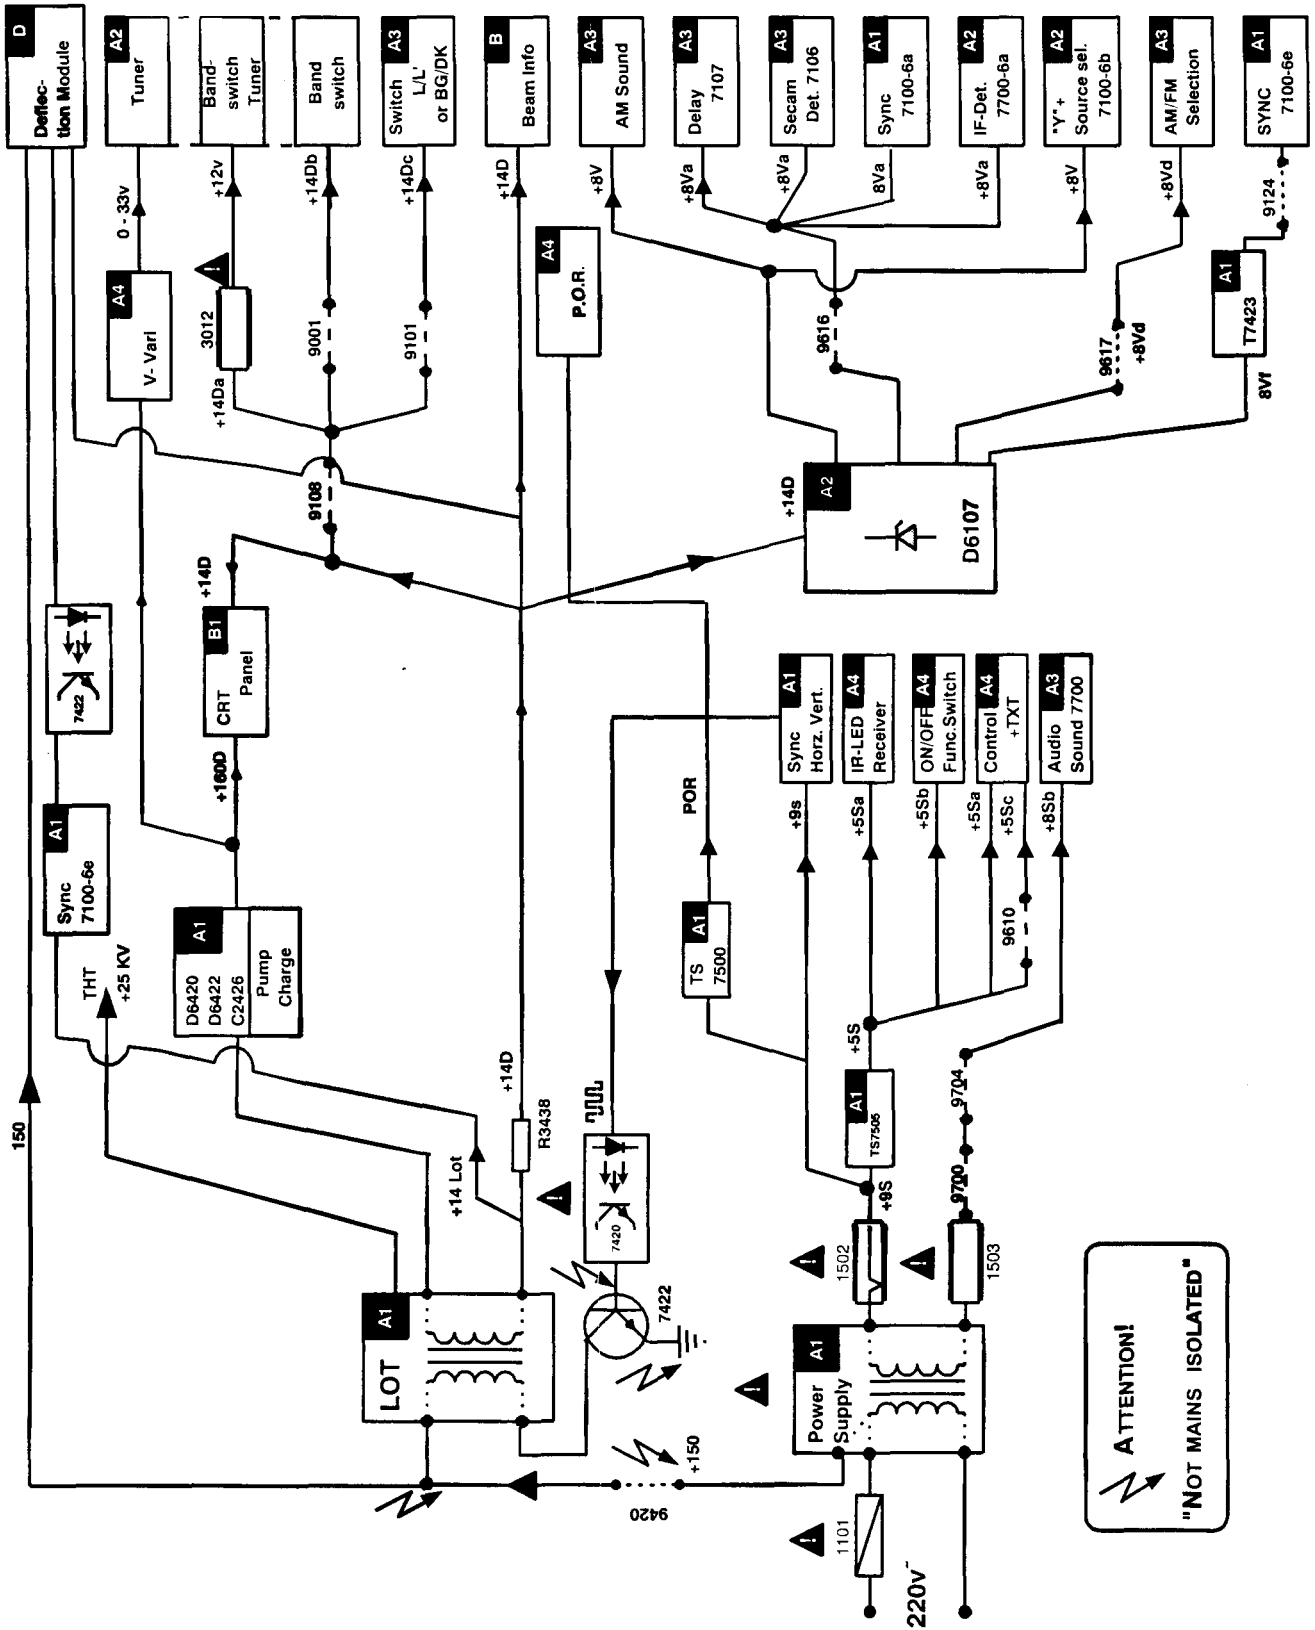 D
Deflec-
tion Module
A2
Tuner
Band-
switch
Tuner
Band
switch
A3
Switch
L/L'
or BG/DK
B
Beam Info
A3
AM Sound
A3
Delay
7107
A3
Secam
Det. 7106
A1
Sync
7100-6a
A2
IF-Det.
7700-6a
A2
"Y"+
Source sel.
7100-6b
A3
AM/FM
Selection
A1
SYNC
7100-6e
0 - 33v
+12v
+14Db
+14Dc
+14D
+8V
+8Va
+8Va
8Va
+8Va
+8V
+8Vd
9124
A4
V- Vari
3012
+14Da
9001
9101
A4
P.O.R.
9616
9617
+8Vd
A1
T7423
8Vf
9108
+14D
A2
D6107
+14D
7422
B1
CRT
Panel
+160D
A1
Sync
7100-6e
THT
+25 KV
A1
D6420
D6422
C2426
Pump
Charge
POR
A1
TS
7500
A1
Sync
Horz. Vert.
A4
IR-LED
Receiver
A4
ON/OFF
Func.Switch
A4
Control
+TXT
A3
Audio
Sound 7700
+9s
+5Sa
+5Sb
+5Sa
+5Sc
+8Sb
9610
150
+14 Lot
+14D
R3438
7420
+5S
A1
TS7505
9704
9700
+9S
1502
1503
A1
LOT
7422
A1
Power
Supply
+150
9420
1101
220v~
ATTENTION!
"NOT MAINS ISOLATED"